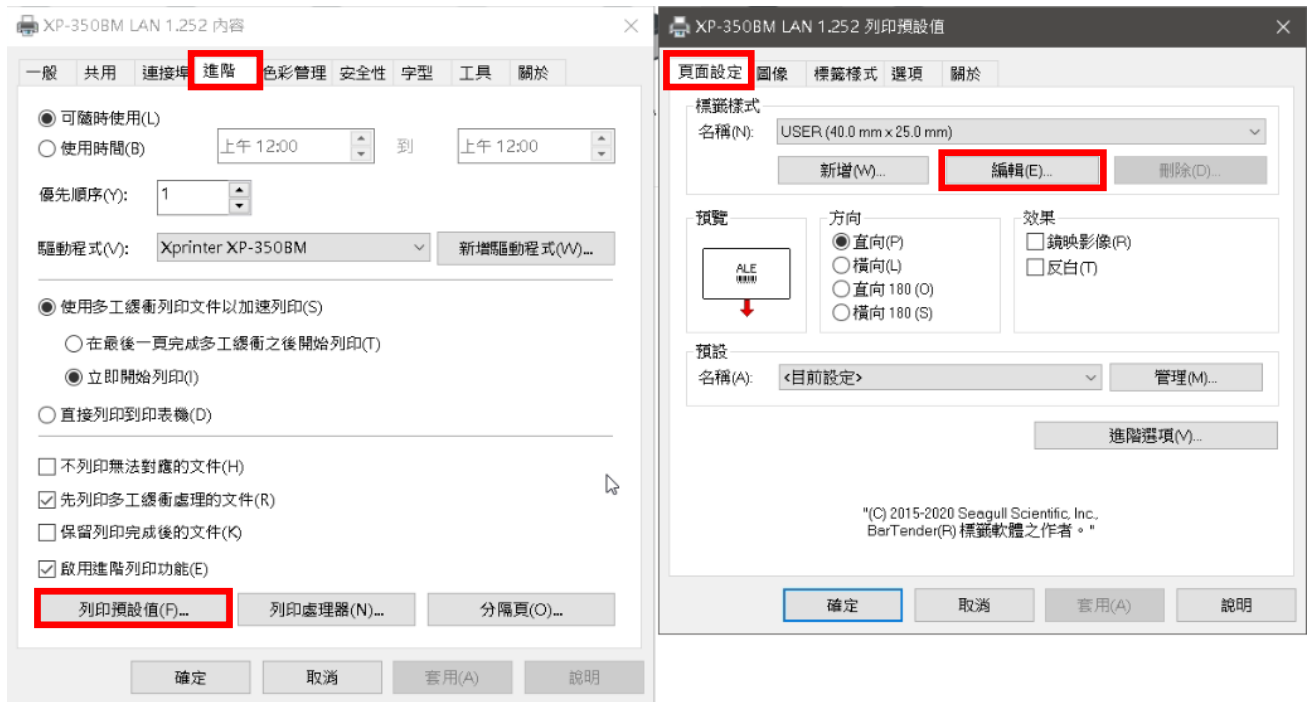 XP-350BM LAN 1.252 內容
一般 共用 連接埠 進階 色彩管理 安全性 字型 工具 關於
可隨時使用(L)
使用時間(B) 上午 12:00 到 上午 12:00
優先順序(Y): 1
驅動程式(V): Xprinter XP-350BM 新增驅動程式(W)...
使用多工緩衝列印文件以加速列印(S)
在最後一頁完成多工緩衝之後開始列印(T)
立即開始列印(I)
直接列印到印表機(D)
不列印無法對應的文件(H)
先列印多工緩衝處理的文件(R)
保留列印完成後的文件(K)
啟用進階列印功能(E)
列印預設值(F)... 列印處理器(N)... 分隔頁(O)...
確定 取消 套用(A) 說明
XP-350BM LAN 1.252 列印預設值
頁面設定 圖像 標籤樣式 選項 關於
標籤樣式
名稱(N): USER (40.0 mm x 25.0 mm)
新增(W)... 編輯(E)... 刪除(D)...
預覽 方向 效果
ALE
直向(P) 鏡映影像(R)
橫向(L) 反白(T)
直向 180 (O)
橫向 180 (S)
預設
名稱(A): <目前設定> 管理(M)...
進階選項(V)...
"(C) 2015-2020 Seagull Scientific, Inc.,
BarTender(R) 標籤軟體之作者。"
確定 取消 套用(A) 說明